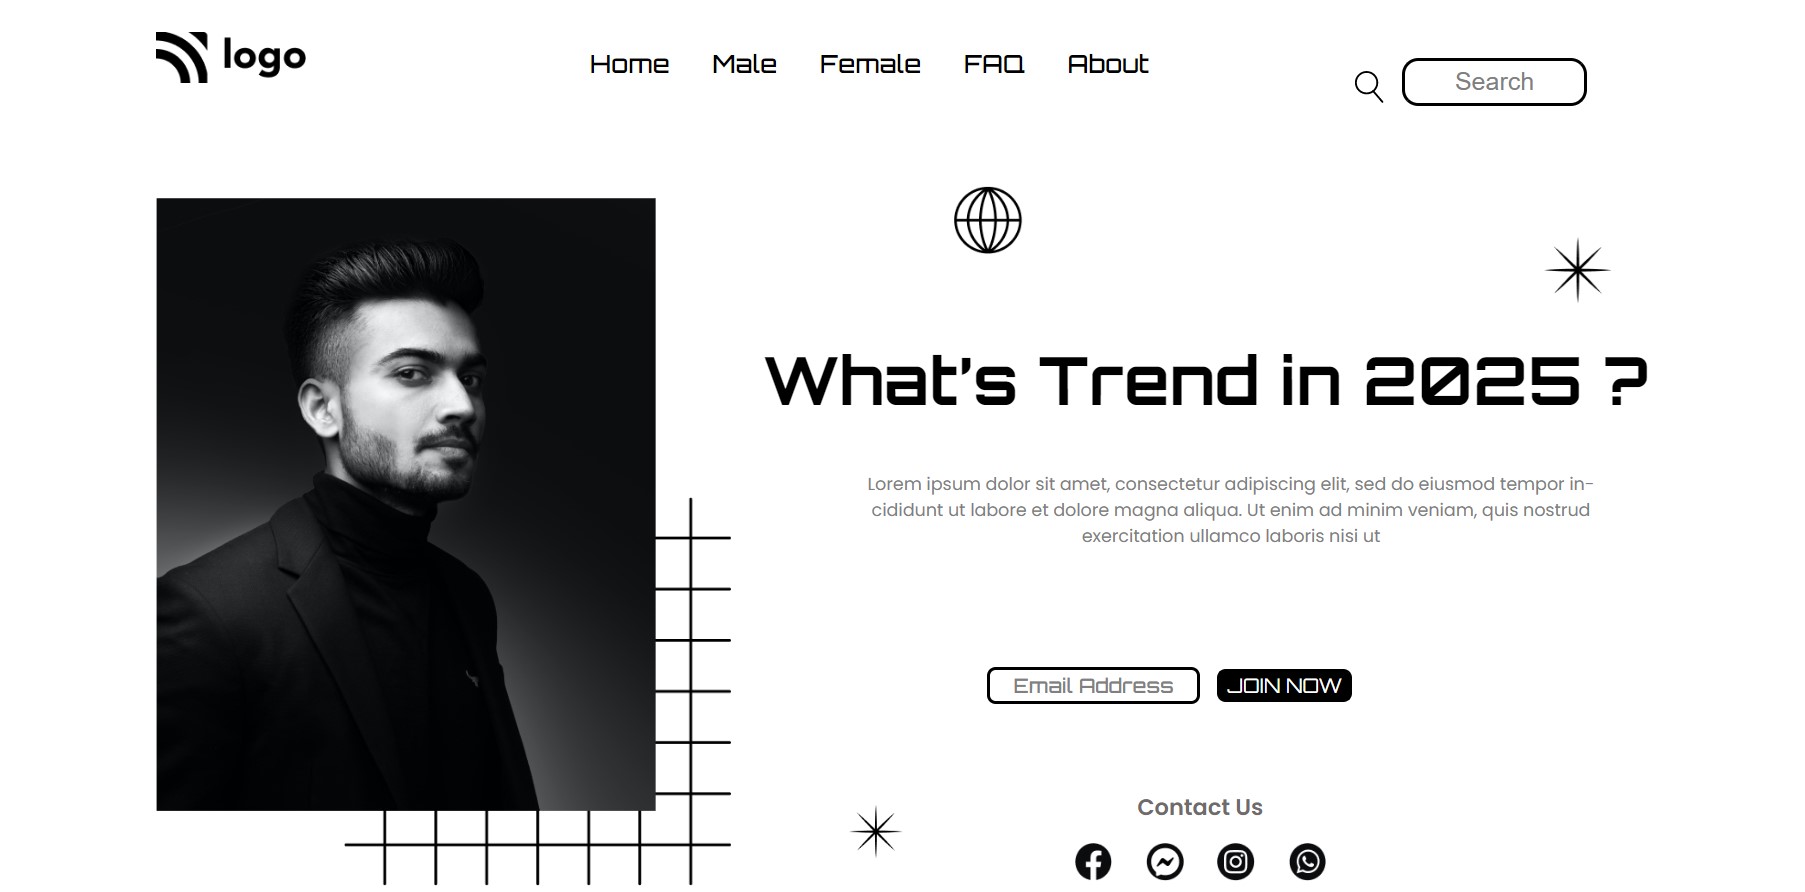 logo
Home Male Female FAQ About
Search
What's Trend in 2025 ?
Lorem ipsum dolor sit amet, consectetur adipiscing elit, sed do eiusmod tempor in-
cididunt ut labore et dolore magna aliqua. Ut enim ad minim veniam, quis nostrud
exercitation ullamco laboris nisi ut
Email Address JOIN NOW
Contact Us